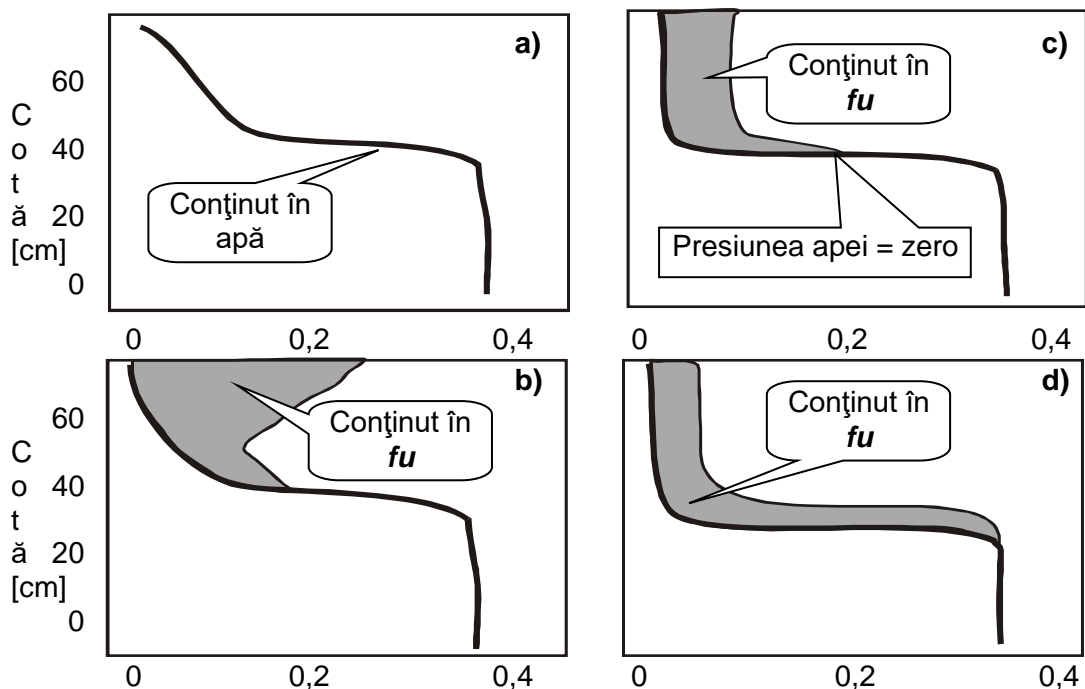 a)
60
40
20
0
C
o
t
ă
[cm]
Conţinut în
apă
c)
Conţinut în
fu
Presiunea apei = zero
0
0,2
0,4
0
0,2
0,4
b)
60
40
20
0
C
o
t
ă
[cm]
Conţinut în
fu
d)
Conţinut în
fu
0
0,2
0,4
0
0,2
0,4